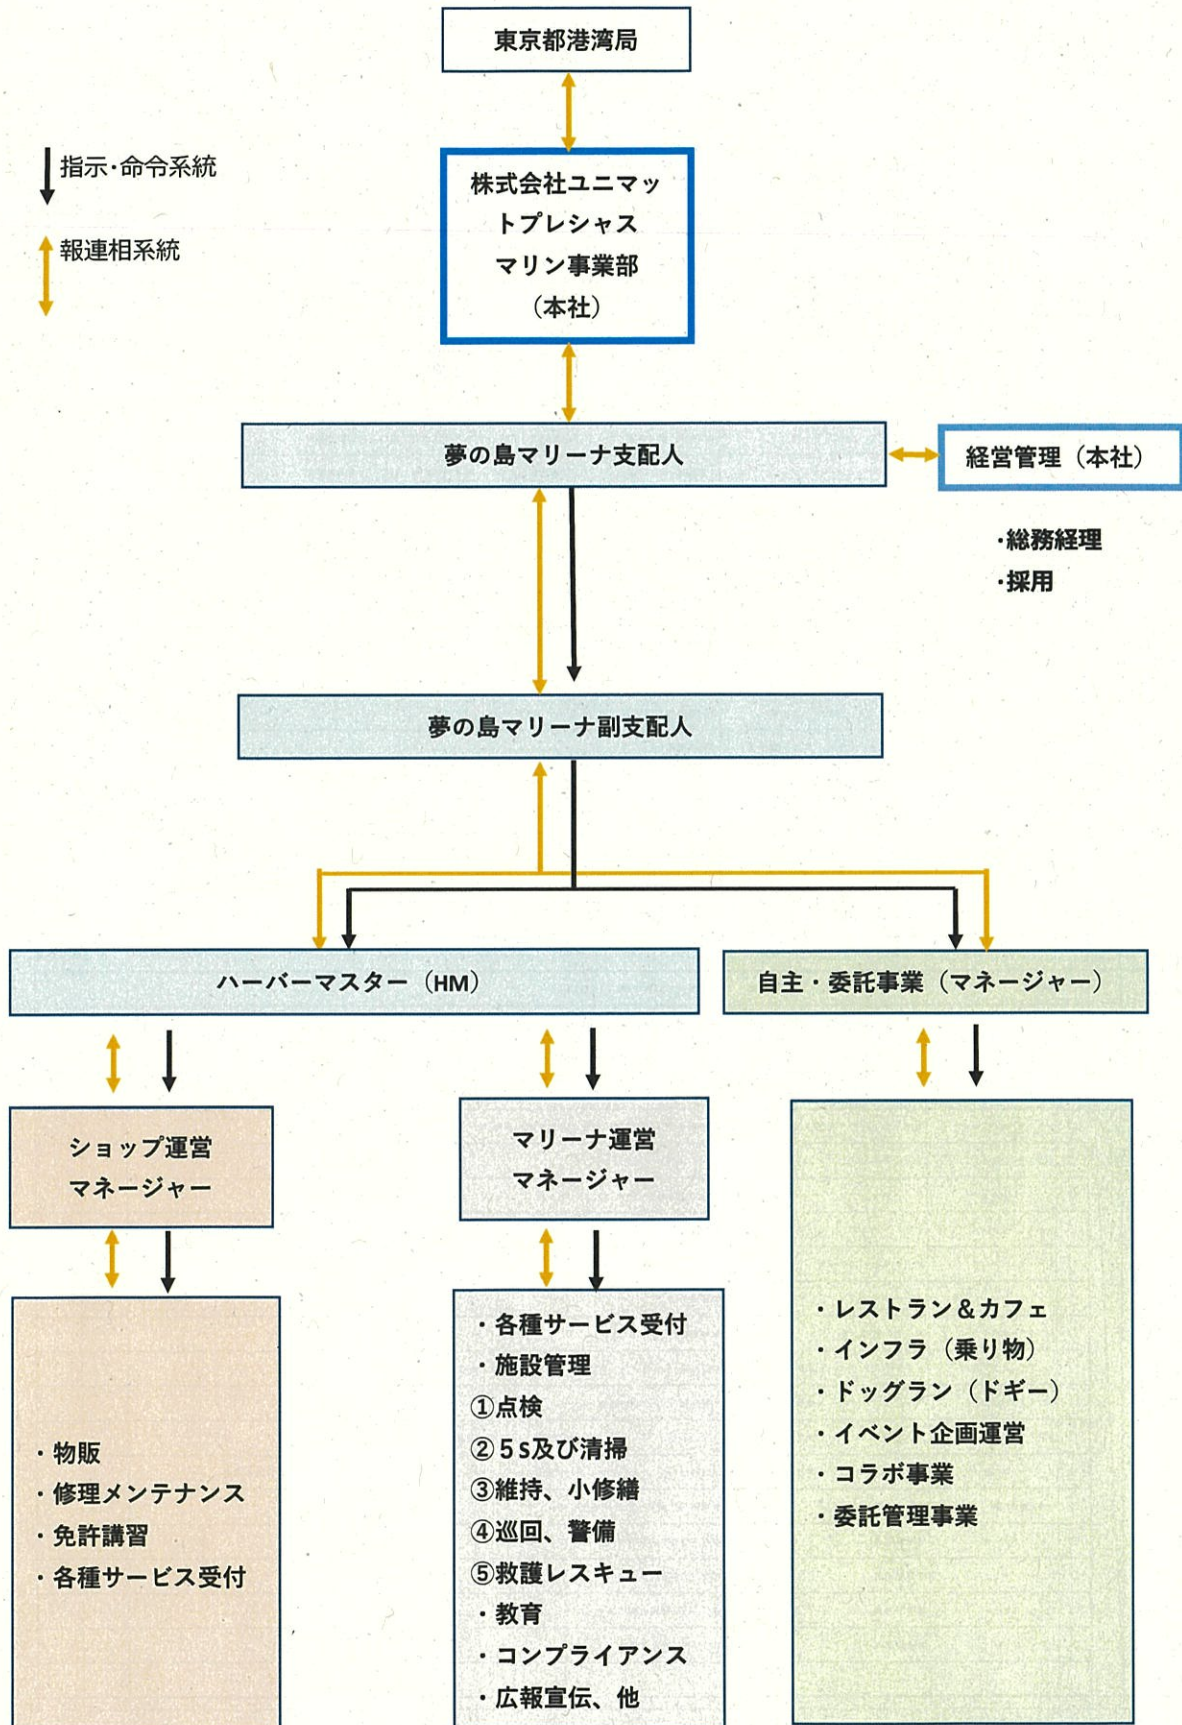 東京都港湾局
指示・命令系統
報連相系統
株式会社ユニマッ
トプレシャス
マリン事業部
（本社）
夢の島マリーナ支配人
経営管理（本社）
・総務経理
・採用
夢の島マリーナ副支配人
ハーバーマスター（HM）
自主・委託事業（マネージャー）
ショップ運営
マネージャー
マリーナ運営
マネージャー
・物販
・修理メンテナンス
・免許講習
・各種サービス受付
・各種サービス受付
・施設管理
①点検
②５S及び清掃
③維持、小修繕
④巡回、警備
⑤救護レスキュー
・教育
・コンプライアンス
・広報宣伝、他
・レストラン＆カフェ
・インフラ（乗り物）
・ドッグラン（ドギー）
・イベント企画運営
・コラボ事業
・委託管理事業